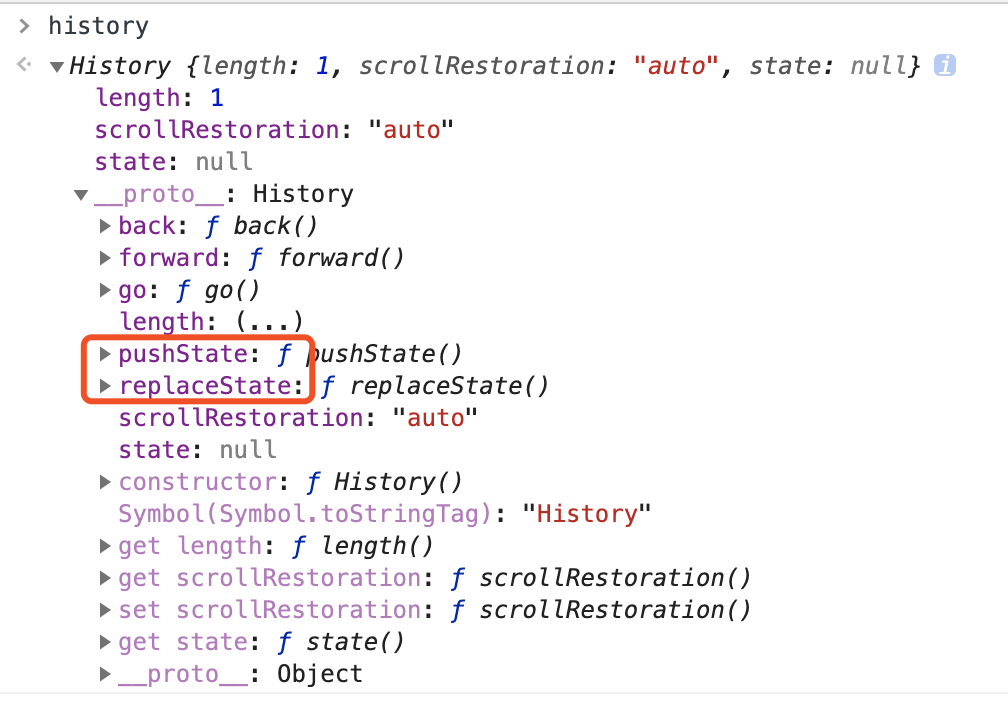 > history
History {length: 1, scrollRestoration: "auto", state: null} i
length: 1
scrollRestoration: "auto"
state: null
__proto__: History
back: ƒ back()
forward: ƒ forward()
go: ƒ go()
length: (...)
pushState: ƒ pushState()
replaceState: ƒ replaceState()
scrollRestoration: "auto"
state: null
constructor: ƒ History()
Symbol(Symbol.toStringTag): "History"
get length: ƒ length()
get scrollRestoration: ƒ scrollRestoration()
set scrollRestoration: ƒ scrollRestoration()
get state: ƒ state()
__proto__: Object